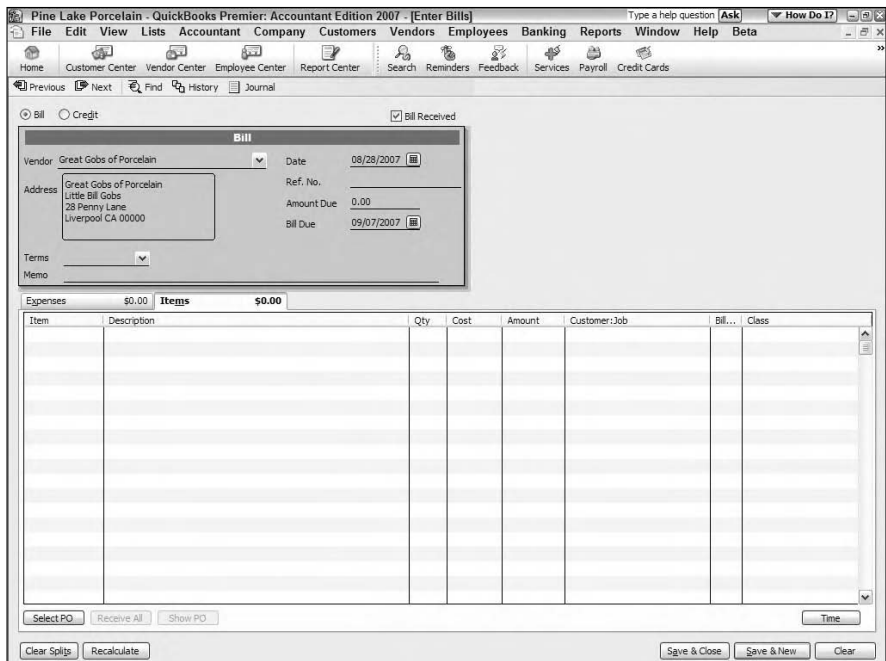 Pine Lake Porcelain - QuickBooks Premier: Accountant Edition 2007 - [Enter Bills]
Type a help question Ask
How Do I?
File Edit View Lists Accountant Company Customers Vendors Employees Banking Reports Window Help Beta
Home Customer Center Vendor Center Employee Center Report Center Search Reminders Feedback Services Payroll Credit Cards
Previous Next Find History Journal
Bill Credit Bill Received
Bill
Vendor Great Gobs of Porcelain Date 08/28/2007
Address Great Gobs of Porcelain Ref. No.
Little Bill Gobs
28 Penny Lane Amount Due 0.00
Liverpool CA 00000 Bill Due 09/07/2007
Terms
Memo
Expenses $0.00 Items $0.00
Item Description Qty Cost Amount Customer:Job Bill... Class
Select PO Receive All Show PO Time
Clear Splits Recalculate Save & Close Save & New Clear